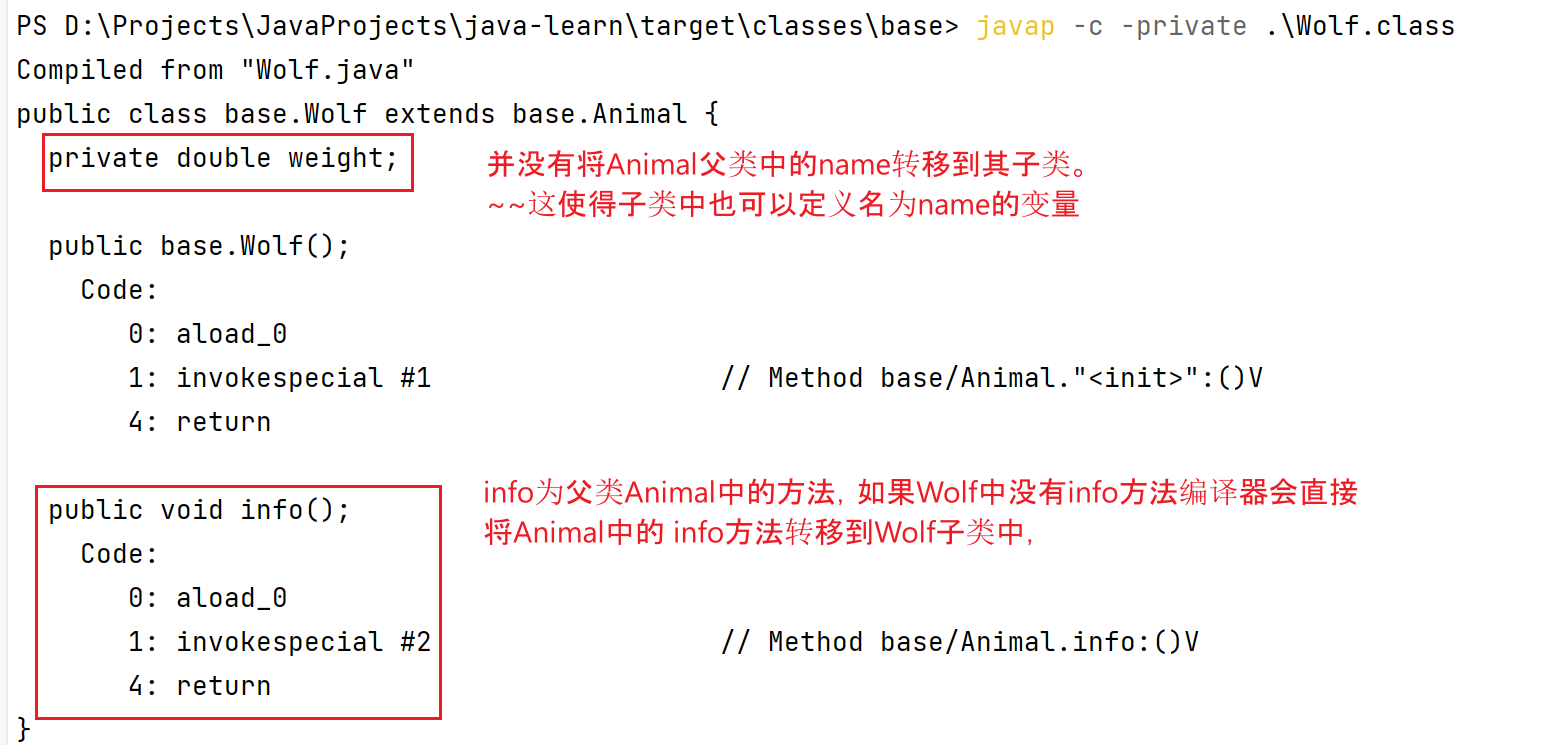 PS D:\Projects\JavaProjects\java-learn\target\classes\base> javap -c -private .\Wolf.class
Compiled from "Wolf.java"
public class base.Wolf extends base.Animal {
private double weight;
并没有将Animal父类中的name转移到其子类。
~~这使得子类中也可以定义名为name的变量
public base.Wolf();
Code:
0: aload_0
1: invokespecial #1 // Method base/Animal."<init>":()V
4: return
info为父类Animal中的方法，如果Wolf中没有info方法编译器会直接
将Animal中的 info方法转移到Wolf子类中，
public void info();
Code:
0: aload_0
1: invokespecial #2 // Method base/Animal.info:()V
4: return
}